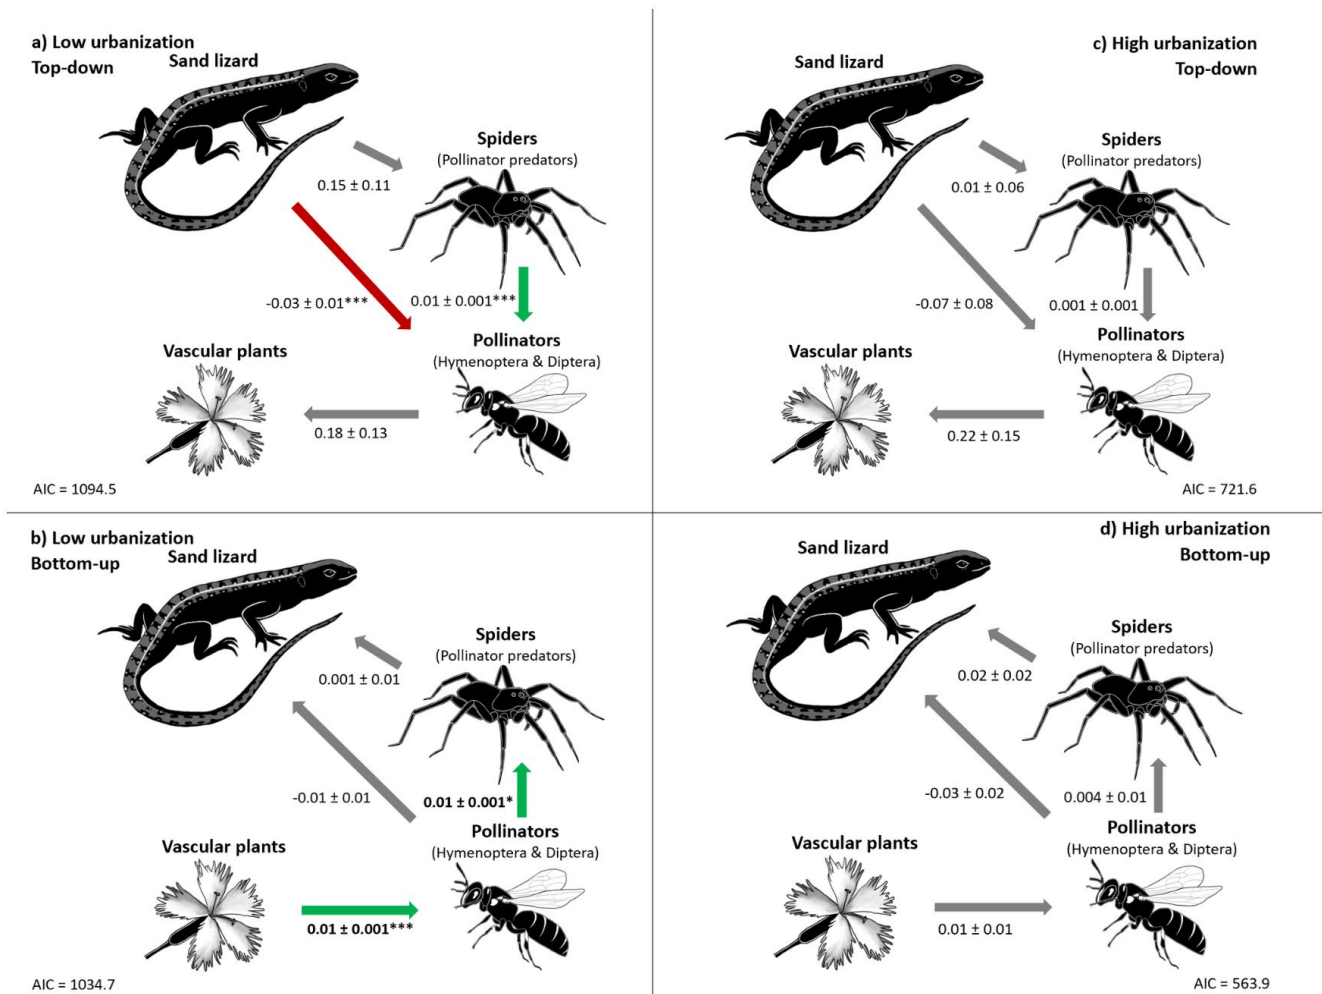 a) Low urbanization
Top-down
Sand lizard
Spiders
(Pollinator predators)
0.15 ± 0.11
-0.03 ± 0.01***
0.01 ± 0.001***
Pollinators
(Hymenoptera & Diptera)
Vascular plants
0.18 ± 0.13
AIC = 1094.5
c) High urbanization
Top-down
Sand lizard
Spiders
(Pollinator predators)
0.01 ± 0.06
-0.07 ± 0.08
0.001 ± 0.001
Pollinators
(Hymenoptera & Diptera)
Vascular plants
0.22 ± 0.15
AIC = 721.6
b) Low urbanization
Bottom-up
Sand lizard
Spiders
(Pollinator predators)
0.001 ± 0.01
-0.01 ± 0.01
0.01 ± 0.001*
Pollinators
(Hymenoptera & Diptera)
Vascular plants
0.01 ± 0.001***
AIC = 1034.7
d) High urbanization
Bottom-up
Sand lizard
Spiders
(Pollinator predators)
0.02 ± 0.02
-0.03 ± 0.02
0.004 ± 0.01
Pollinators
(Hymenoptera & Diptera)
Vascular plants
0.01 ± 0.01
AIC = 563.9